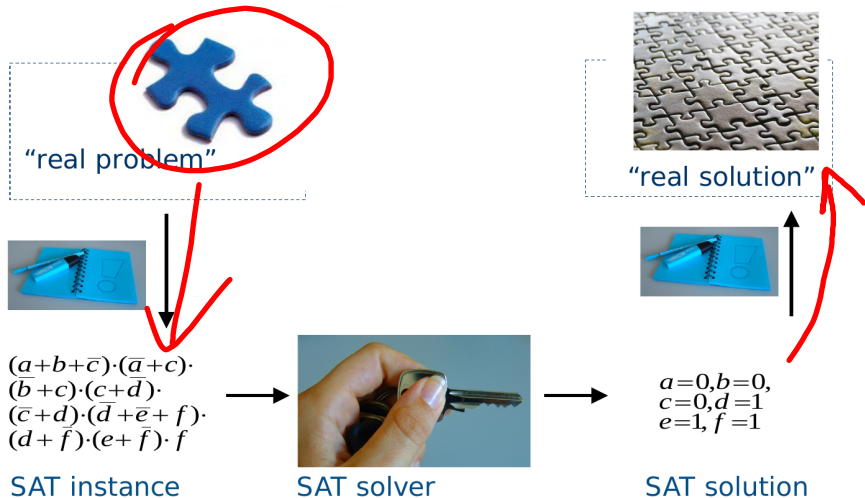 “real problem”
“real solution”
(a+b+c̅)·(a̅+c)·
(b̅+c)·(c+d̅)·
(c̅+d)·(d̅+e̅+f)·
(d+f̅)·(e+f̅)·f
a=0,b=0,
c=0,d=1
e=1, f=1
SAT instance
SAT solver
SAT solution